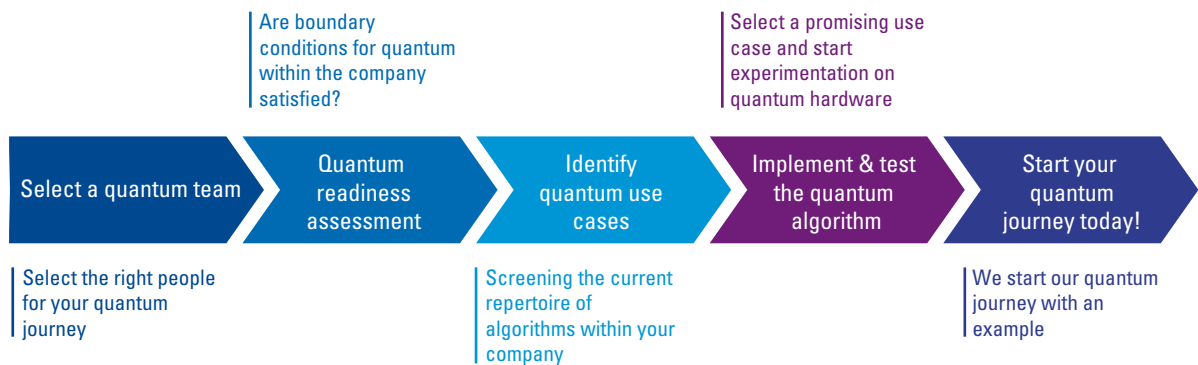 Are boundary
conditions for quantum
within the company
satisfied?
Select a promising use
case and start
experimentation on
quantum hardware
Select a quantum team
Quantum
readiness
assessment
Identify
quantum use
cases
Implement & test
the quantum
algorithm
Start your
quantum
journey today!
Select the right people
for your quantum
journey
Screening the current
repertoire of
algorithms within your
company
We start our quantum
journey with an
example